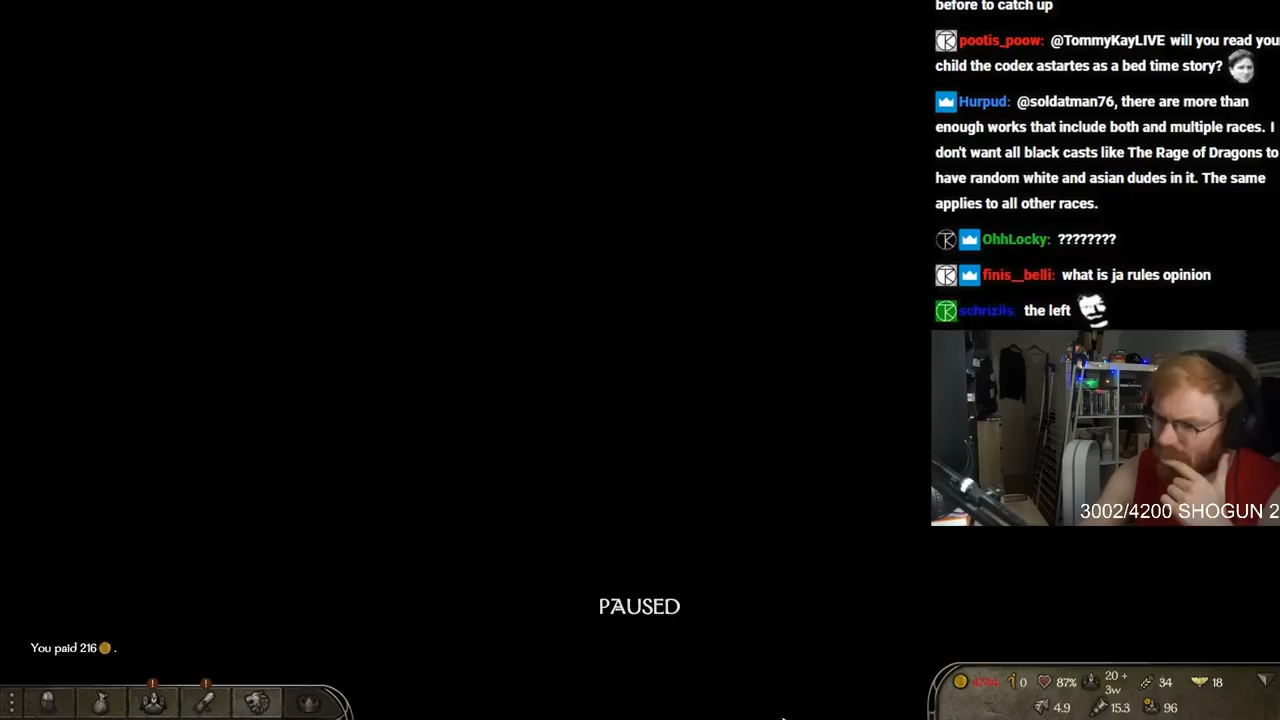 before to catch up
pootis_poow: @TommyKayLIVE will you read you
child the codex astartes as a bed time story?
Hurpud: @soldatman76, there are more than
enough works that include both and multiple races. I
don't want all black casts like The Rage of Dragons to
have random white and asian dudes in it. The same
applies to all other races.
OhhLocky: ????????
finis__belli: what is ja rules opinion
schriziis: the left
3002/4200 SHOGUN 2
PAUSED
You paid 216 .
4744 0 87% 20 + 3w 34 18
4.9 15.3 96